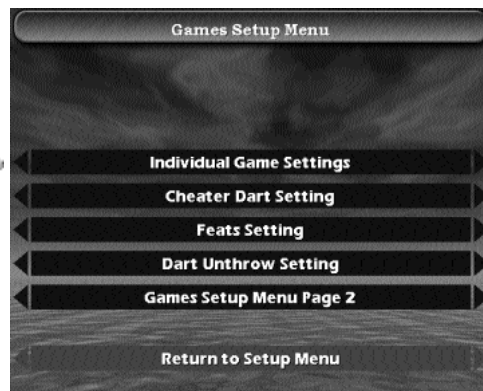 Games Setup Menu
Individual Game Settings
Cheater Dart Setting
Feats Setting
Dart Unthrow Setting
Games Setup Menu Page 2
Return to Setup Menu